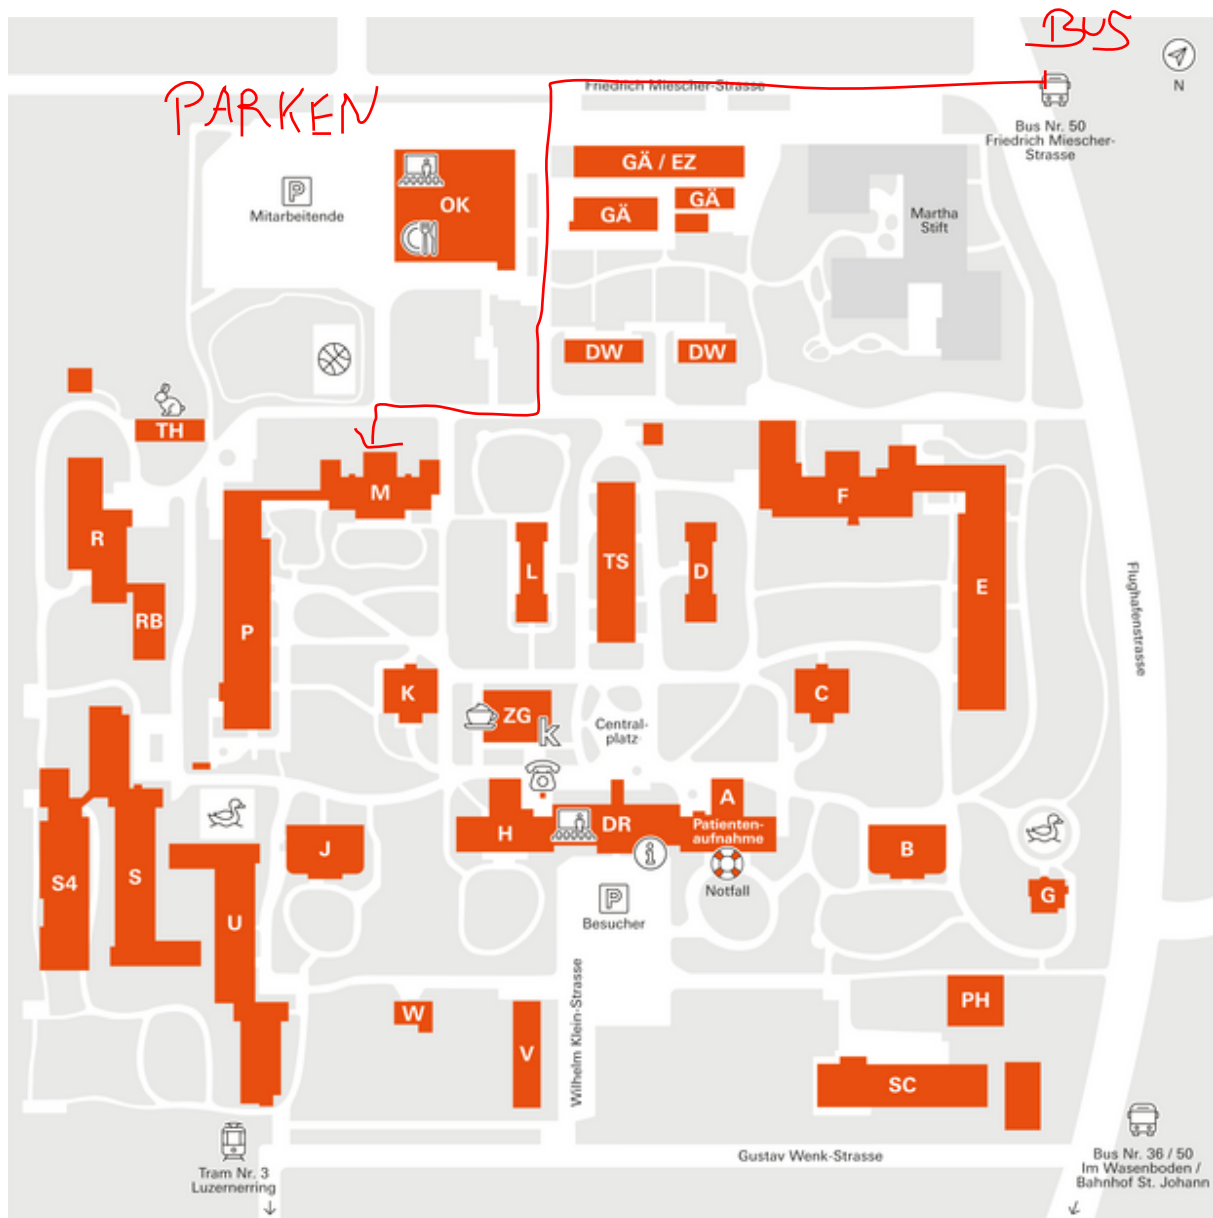 BUS
PARKEN
N
Friedrich Miescher-Strasse
Bus Nr. 50
Friedrich Miescher-
Strasse
P
Mitarbeitende
OK
GÄ / EZ
GÄ
GÄ
Martha
Stift
DW
DW
TH
M
F
R
L
TS
D
E
RB
P
Flughafenstrasse
K
ZG
k
C
Central-
platz
A
H
DR
Patienten-
aufnahme
i
J
B
S4
S
U
Notfall
G
P
Besucher
Wilhelm Klein-Strasse
W
V
PH
SC
Tram Nr. 3
Luzernerring
Gustav Wenk-Strasse
Bus Nr. 36 / 50
Im Wasenboden /
Bahnhof St. Johann